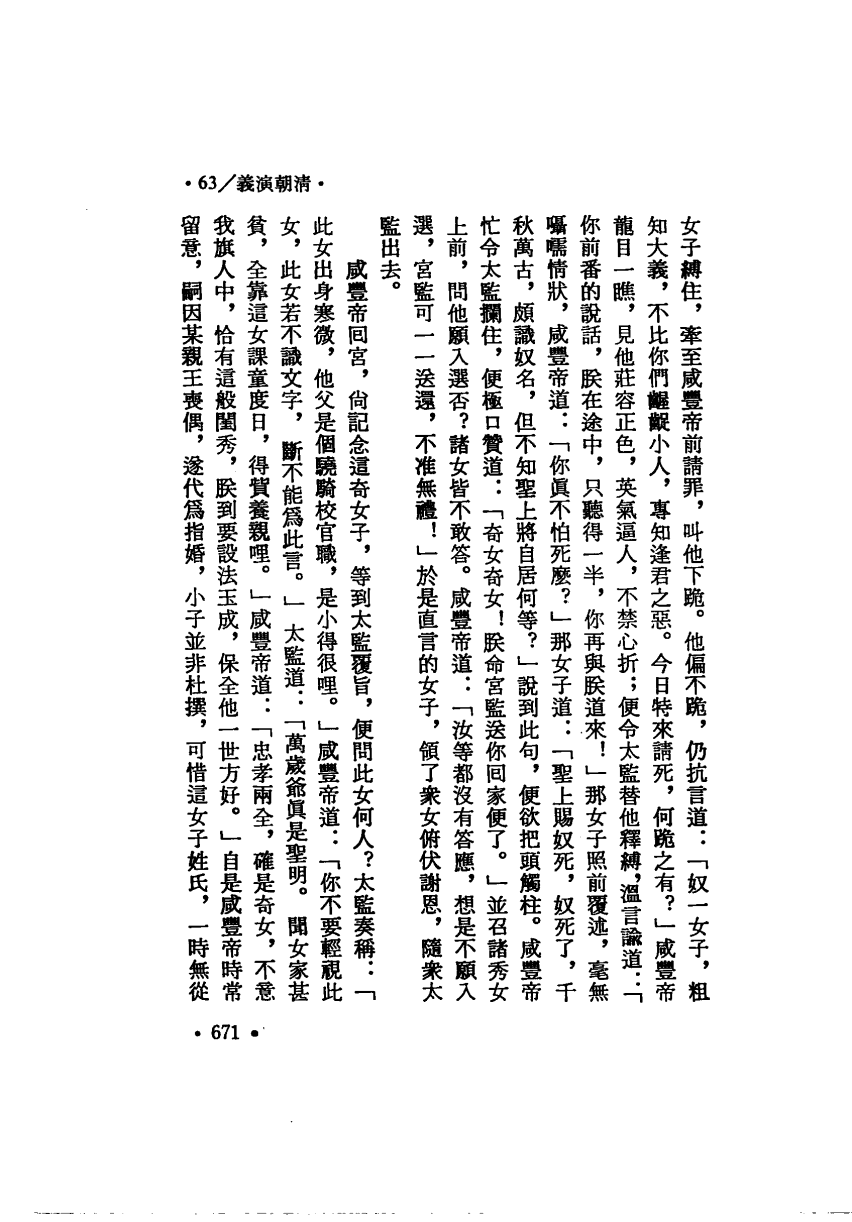 •63／義演朝清•
女子縛住，牽至咸豐帝前請罪，叫他下跪。他偏不跪，仍抗言道：「奴一女子，粗
知大義，不比你們齷齪小人，專知逢君之惡。今日特來請死，何跪之有？」咸豐帝
龍目一瞧，見他莊容正色，英氣逼人，不禁心折；便令太監替他釋縛，溫言諭道：「
你前番的說話，朕在途中，只聽得一半，你再與朕道來！」那女子照前覆述，毫無
囁嚅情狀，咸豐帝道：「你眞不怕死麼？」那女子道：「聖上賜奴死，奴死了，千
秋萬古，頗識奴名，但不知聖上將自居何等？」說到此句，便欲把頭觸柱。咸豐帝
忙令太監攔住，便極口贊道：「奇女奇女！朕命宮監送你回家便了。」並召諸秀女
上前，問他願入選否？諸女皆不敢答。咸豐帝道：「汝等都沒有答應，想是不願入
選，宮監可一一送還，不准無禮！」於是直言的女子，領了衆女俯伏謝恩，隨衆太
監出去。
咸豐帝回宮，尙記念這奇女子，等到太監覆旨，便問此女何人？太監奏稱：「
此女出身寒微，他父是個驍騎校官職，是小得很哩。」咸豐帝道：「你不要輕視此
女，此女若不識文字，斷不能爲此言。」太監道：「萬歲爺眞是聖明。聞女家甚
貧，全靠這女課童度日，得貲養親哩。」咸豐帝道：「忠孝兩全，確是奇女，不意
我旗人中，恰有這般閨秀，朕到要設法玉成，保全他一世方好。」自是咸豐帝時常
留意，嗣因某親王喪偶，遂代爲指婚，小子並非杜撰，可惜這女子姓氏，一時無從
•671•